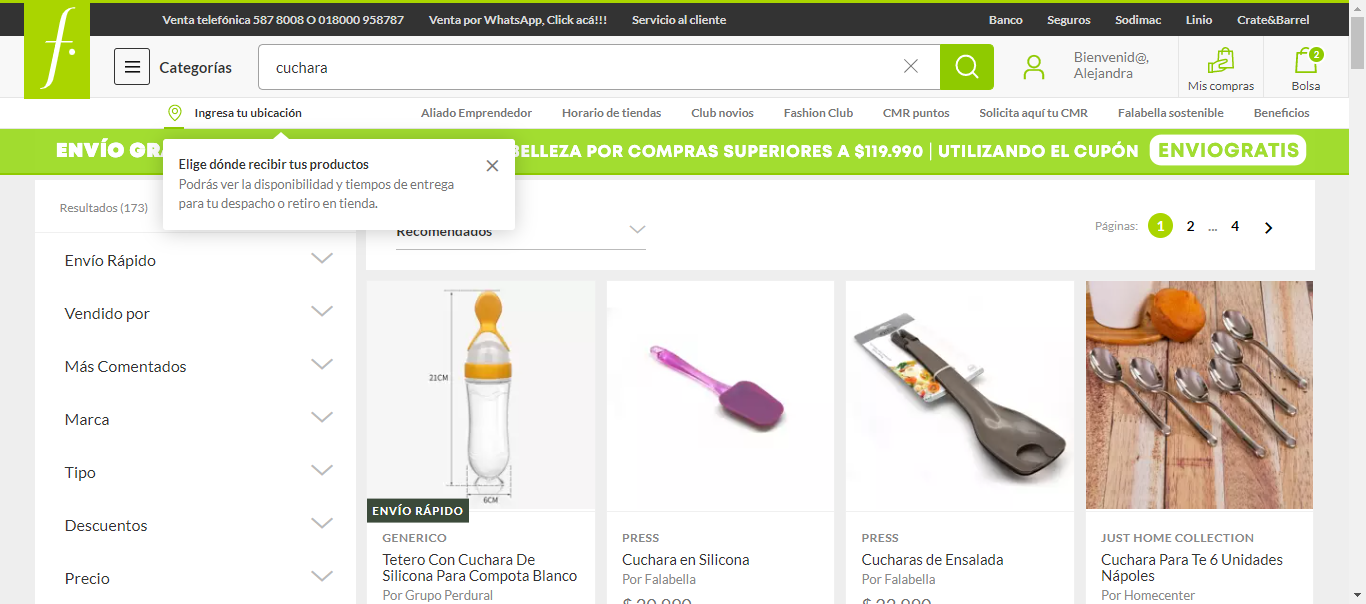 Venta telefónica 587 8008 O 018000 958787
Venta por WhatsApp, Click acá!!!
Servicio al cliente
Banco
Seguros
Sodimac
Linio
Crate&Barrel
f.
Categorías
cuchara
Bienvenid@,
Alejandra
Mis compras
2
Bolsa
Ingresa tu ubicación
Aliado Emprendedor
Horario de tiendas
Club novios
Fashion Club
CMR puntos
Solicita aquí tu CMR
Falabella sostenible
Beneficios
ENVÍO
BELLEZA POR COMPRAS SUPERIORES A $119.990 | UTILIZANDO EL CUPÓN
ENVIOGRATIS
Elige dónde recibir tus productos
Podrás ver la disponibilidad y tiempos de entrega
para tu despacho o retiro en tienda.
Resultados (173)
Recomendados
Páginas:
1
2
...
4
Envío Rápido
Vendido por
Más Comentados
Marca
Tipo
Descuentos
Precio
21CM
6CM
ENVÍO RÁPIDO
GENERICO
Tetero Con Cuchara De
Silicona Para Compota Blanco
Por Grupo Perdural
PRESS
Cuchara en Silicona
Por Falabella
PRESS
Cucharas de Ensalada
Por Falabella
JUST HOME COLLECTION
Cuchara Para Te 6 Unidades
Nápoles
Por Homecenter